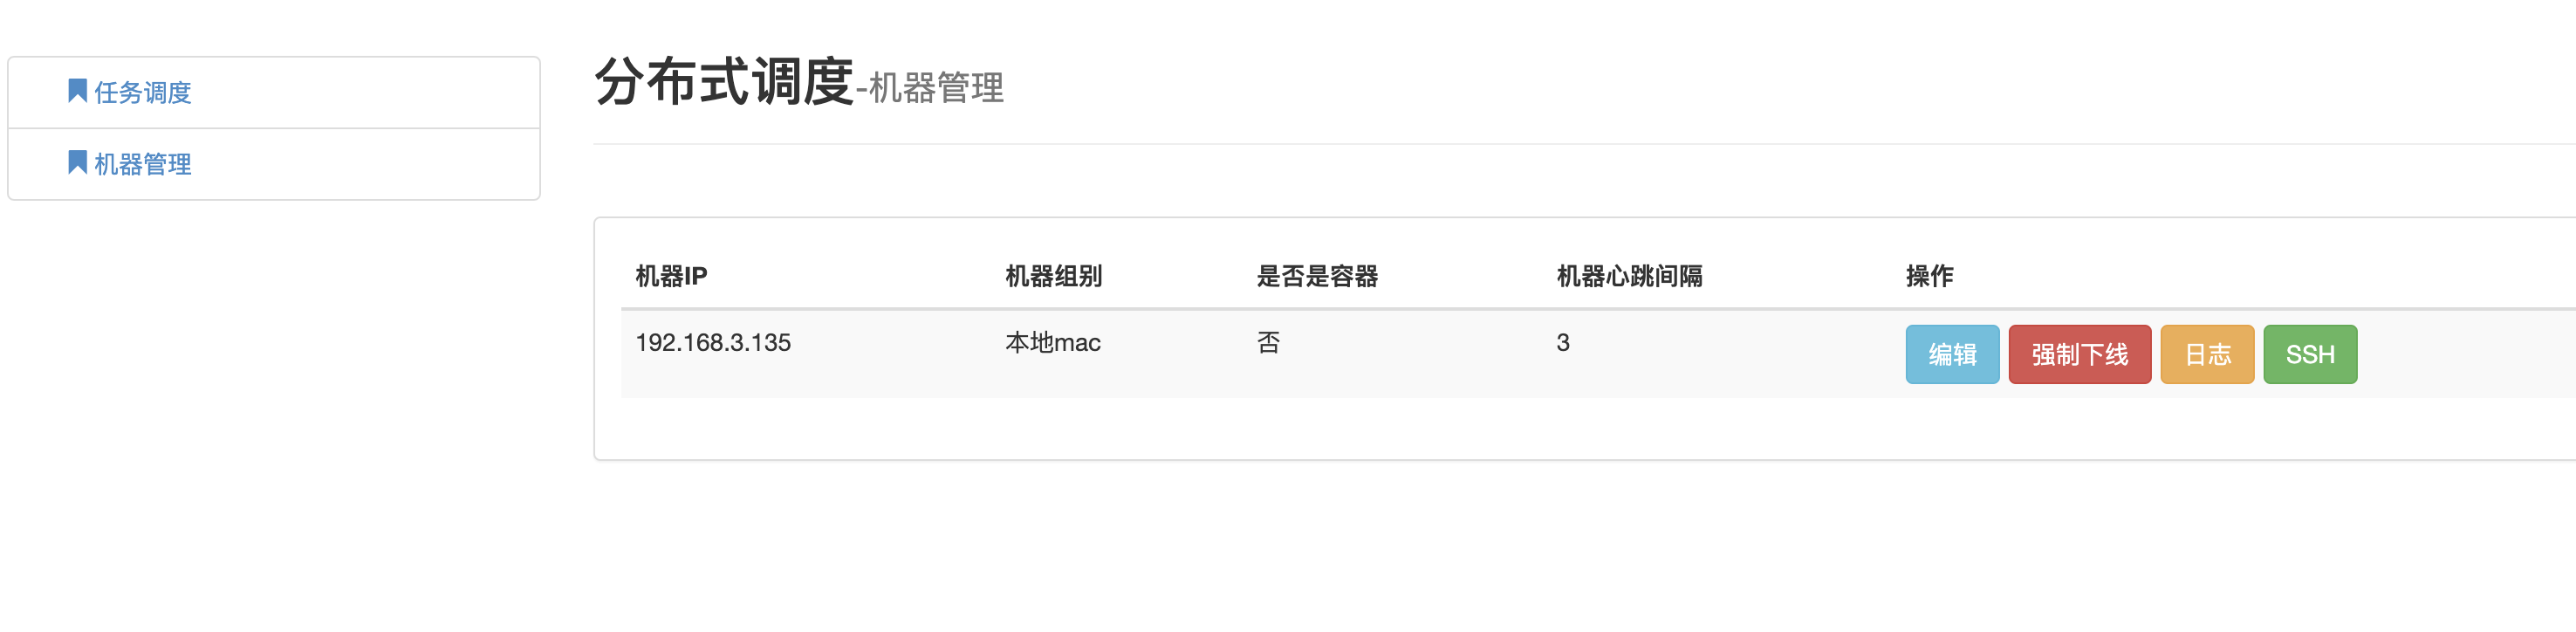 任务调度
机器管理
分布式调度-机器管理
机器IP 机器组别 是否是容器 机器心跳间隔 操作
192.168.3.135 本地mac 否 3 编辑 强制下线 日志 SSH